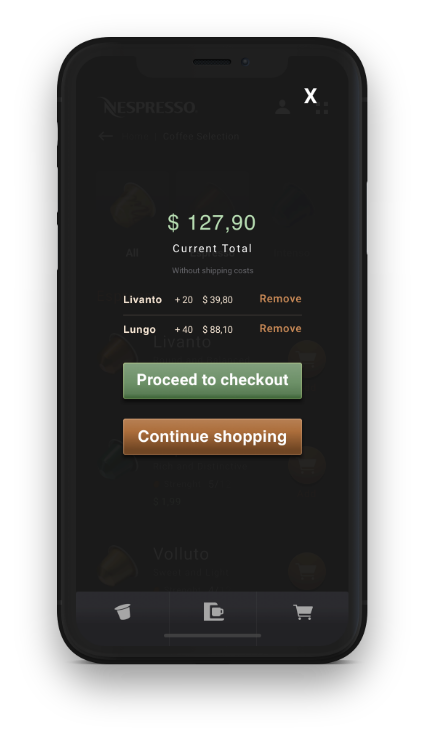 X
NESPRESSO
Coffee Selection
$ 127,90
All
Current Total
Without shipping costs
Livanto + 20 $ 39,80 Remove
Lungo + 40 $ 88,10 Remove
Livanto
Proceed to checkout
Continue shopping
Volluto